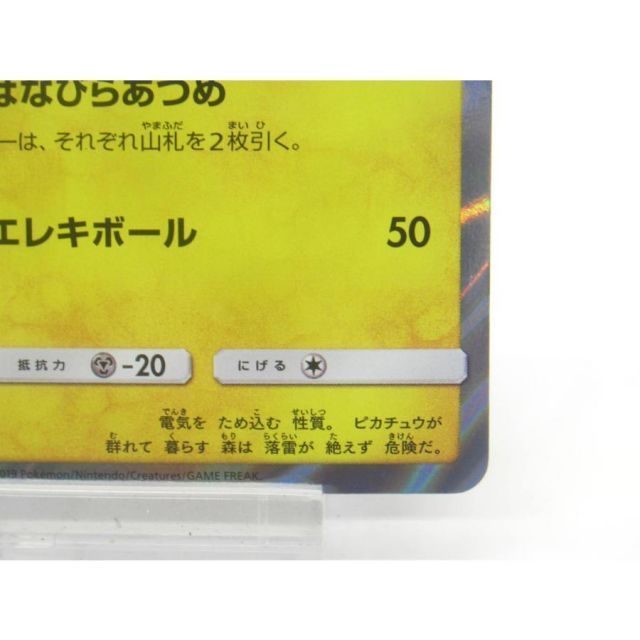 はなびらあつめ
ーは、それぞれ山札を2枚引く。
エレキボール 50
抵抗力 -20 にげる
電気を ため込む 性質。 ピカチュウが
群れて 暮らす 森は 落雷が 絶えず 危険だ。
019 Pokémon/Nintendo/Creatures/GAME FREAK.